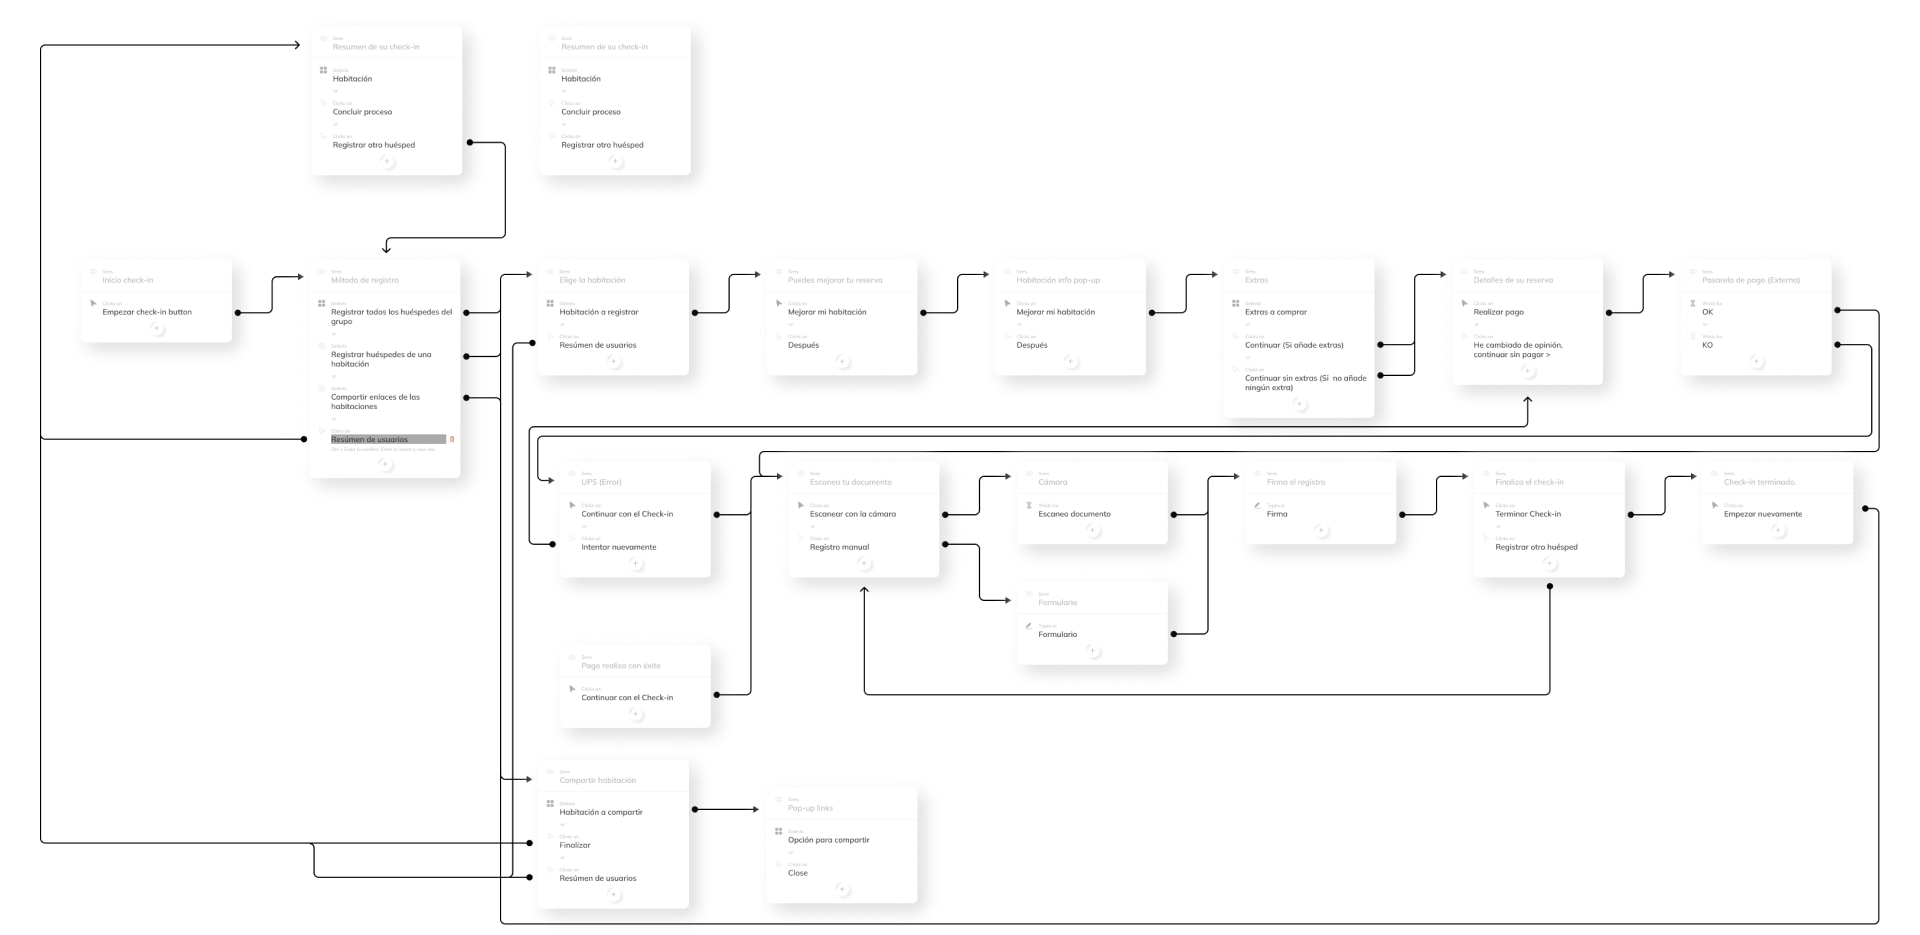 Sees
Resumen de su check-in
Selects
Habitación
or
Clicks on
Concluir proceso
or
Clicks on
Registrar otro huésped
Sees
Resumen de su check-in
Selects
Habitación
or
Clicks on
Concluir proceso
or
Clicks on
Registrar otro huésped
Sees
Inicia check-in
Clicks on
Empezar check-in button
Sees
Método de registro
Selects
Registrar todos los huéspedes del
grupo
or
Selects
Registrar huéspedes de una
habitación
or
Selects
Compartir enlaces de las
habitaciones
or
Clicks on
Resúmen de usuarios
Ctrl + Enter to confirm, Enter to insert a new line
Sees
Elige la habitación
Selects
Habitación a registrar
or
Clicks on
Resúmen de usuarios
Sees
Puedes mejorar tu reserva
Clicks on
Mejorar mi habitación
or
Clicks on
Después
Sees
Habitación info pop-up
Clicks on
Mejorar mi habitación
or
Clicks on
Después
Sees
Extras
Selects
Extras a comprar
or
Clicks on
Continuar (Si añade extras)
or
Clicks on
Continuar sin extras (Si no añade
ningún extra)
Sees
Detalles de su reserva
Clicks on
Realizar pago
or
Clicks on
He cambiado de opinión,
continuar sin pagar >
Sees
Pasarela de pago (Externa)
Waits for
OK
or
Waits for
KO
Sees
UPS (Error)
Clicks on
Continuar con el Check-in
or
Clicks on
Intentar nuevamente
Sees
Escanea tu documento
Clicks on
Escanear con la cámara
or
Clicks on
Registro manual
Sees
Cámara
Waits for
Escaneo documento
Sees
Firma el registro
Types in
Firma
Sees
Finaliza el check-in
Clicks on
Terminar Check-in
or
Clicks on
Registrar otro huésped
Sees
Check-in terminado.
Clicks on
Empezar nuevamente
Sees
Formulario
Types in
Formulario
Sees
Pago realiza con éxito
Clicks on
Continuar con el Check-in
Sees
Compartir habitación
Selects
Habitación a compartir
or
Clicks on
Finalizar
or
Clicks on
Resúmen de usuarios
Sees
Pop-up links
Selects
Opción para compartir
or
Clicks on
Close